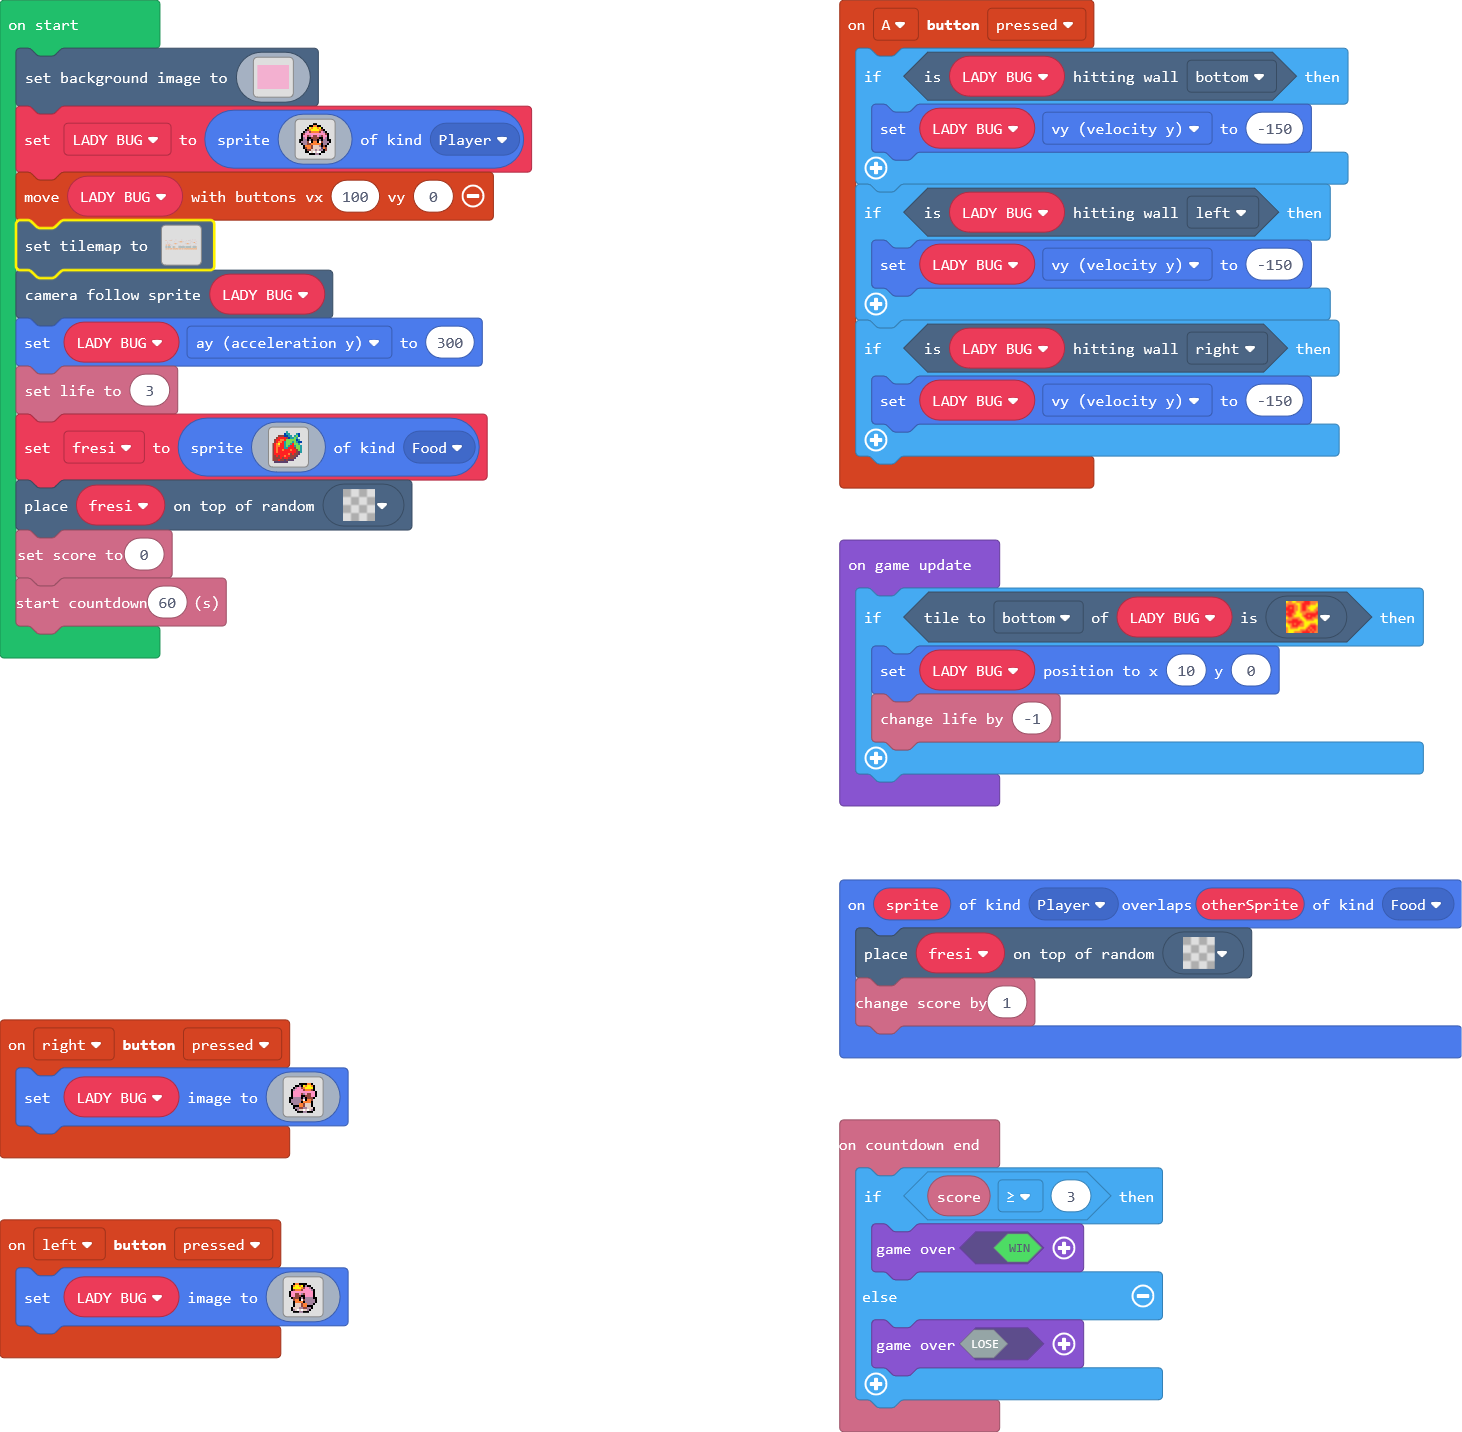 on start
set background image to
set LADY BUG to sprite of kind Player
move LADY BUG with buttons vx 100 vy 0
set tilemap to
camera follow sprite LADY BUG
set LADY BUG ay (acceleration y) to 300
set life to 3
set fresi to sprite of kind Food
place fresi on top of random
set score to 0
start countdown 60 (s)
on right button pressed
set LADY BUG image to
on left button pressed
set LADY BUG image to
on A button pressed
if is LADY BUG hitting wall bottom then
set LADY BUG vy (velocity y) to -150
if is LADY BUG hitting wall left then
set LADY BUG vy (velocity y) to -150
if is LADY BUG hitting wall right then
set LADY BUG vy (velocity y) to -150
on game update
if tile to bottom of LADY BUG is then
set LADY BUG position to x 10 y 0
change life by -1
on sprite of kind Player overlaps otherSprite of kind Food
place fresi on top of random
change score by 1
on countdown end
if score ≥ 3 then
game over WIN
else
game over LOSE